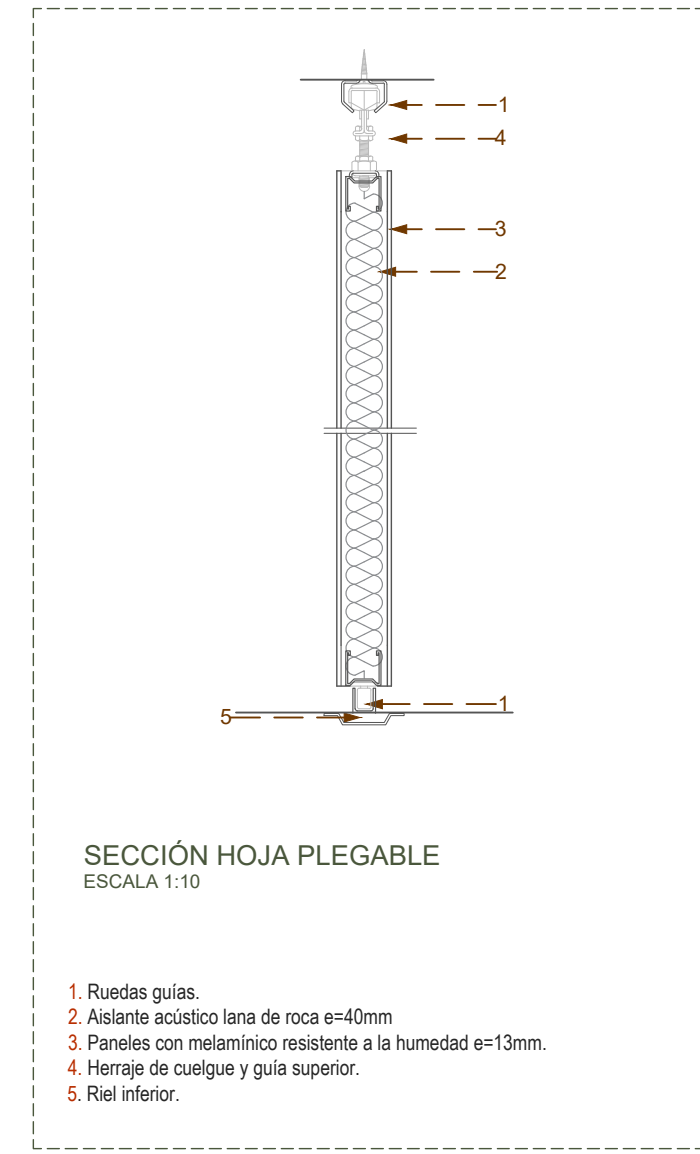 1
4
3
2
1
5
SECCIÓN HOJA PLEGABLE
ESCALA 1:10
1. Ruedas guías.
2. Aislante acústico lana de roca e=40mm
3. Paneles con melamínico resistente a la humedad e=13mm.
4. Herraje de cuelgue y guía superior.
5. Riel inferior.